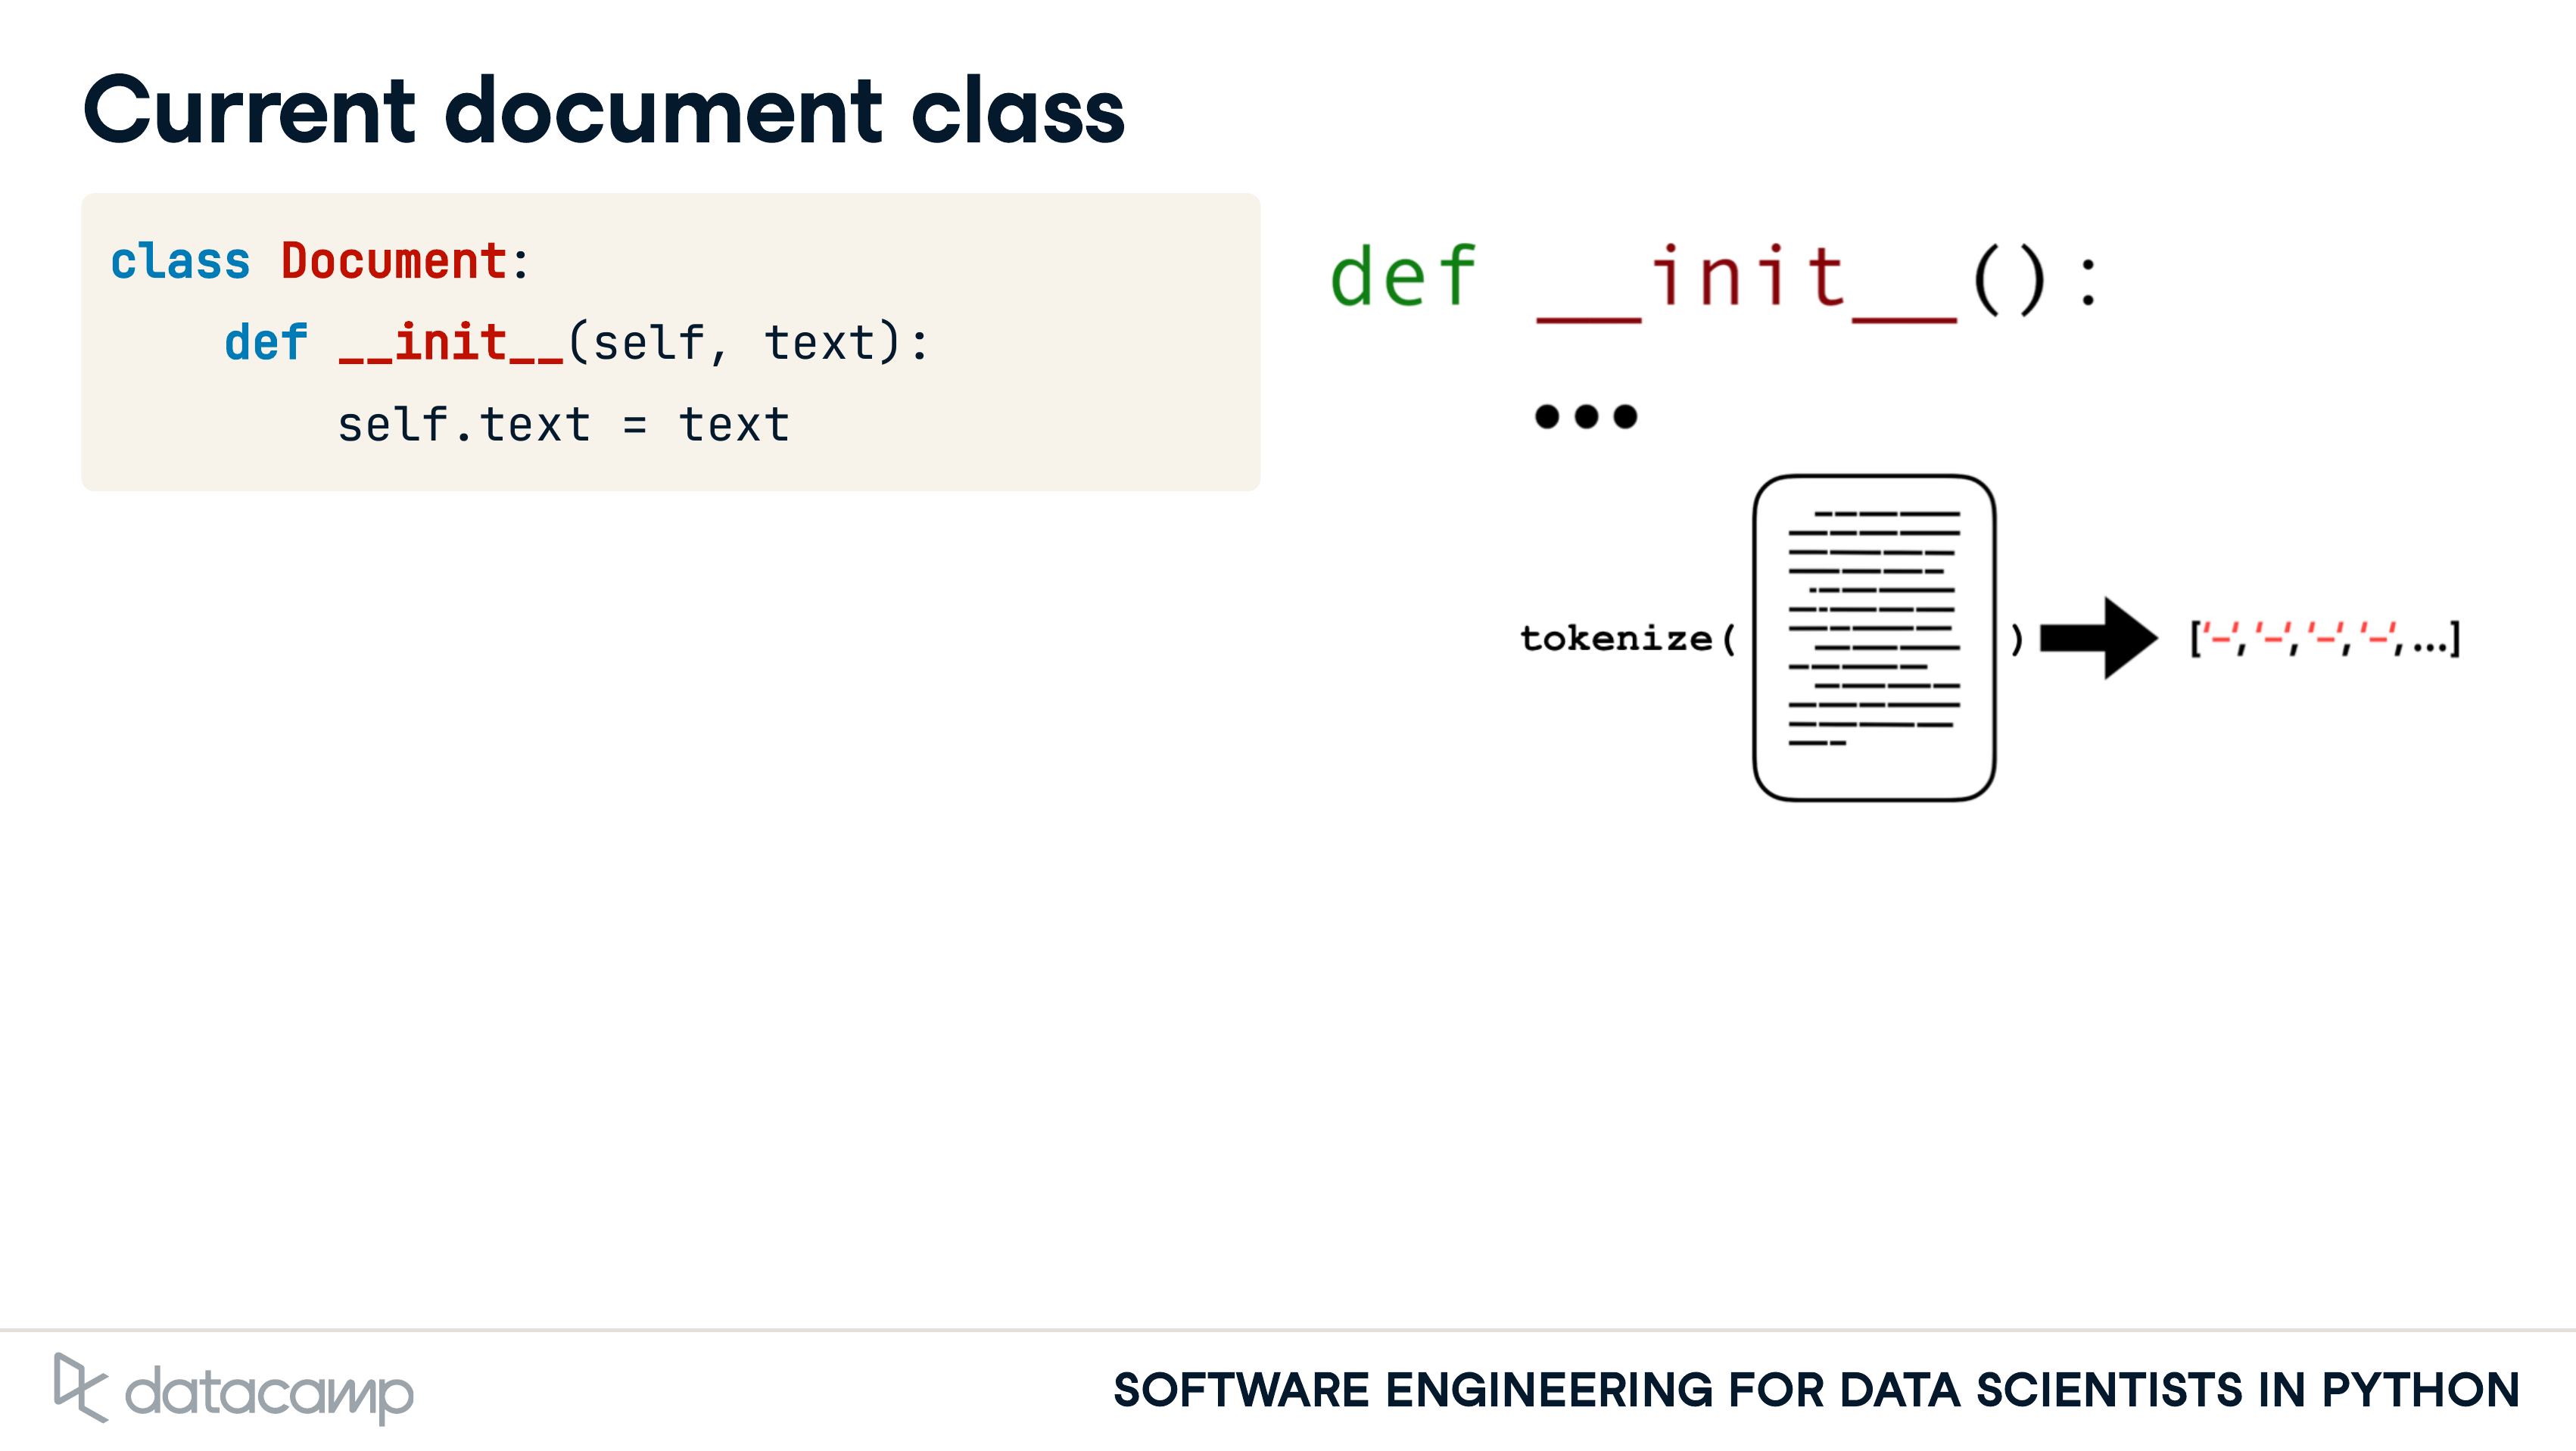 Current document class
class Document:
    def __init__(self, text):
        self.text = text
def __init__():
...
tokenize( ) ['_', '_', '_', '_', ...]
datacamp
SOFTWARE ENGINEERING FOR DATA SCIENTISTS IN PYTHON